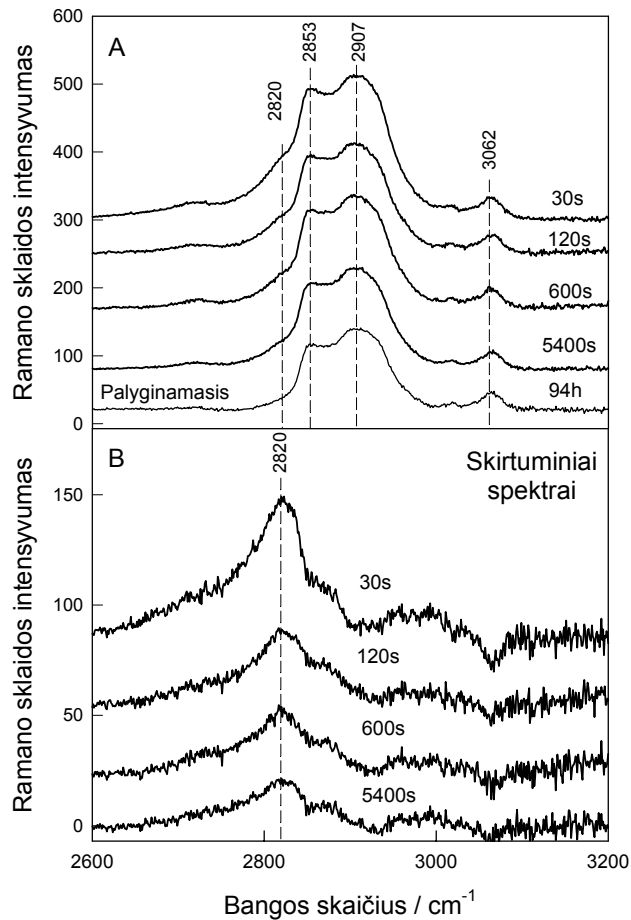 A
600
500
400
300
200
100
0
Ramano sklaidos intensyvumas
2820
2853
2907
3062
30s
120s
600s
5400s
94h
Palyginamasis
B
2820
Skirtuminiai
spektrai
150
100
50
0
Ramano sklaidos intensyvumas
30s
120s
600s
5400s
2600
2800
3000
3200
Bangos skaičius / cm⁻¹